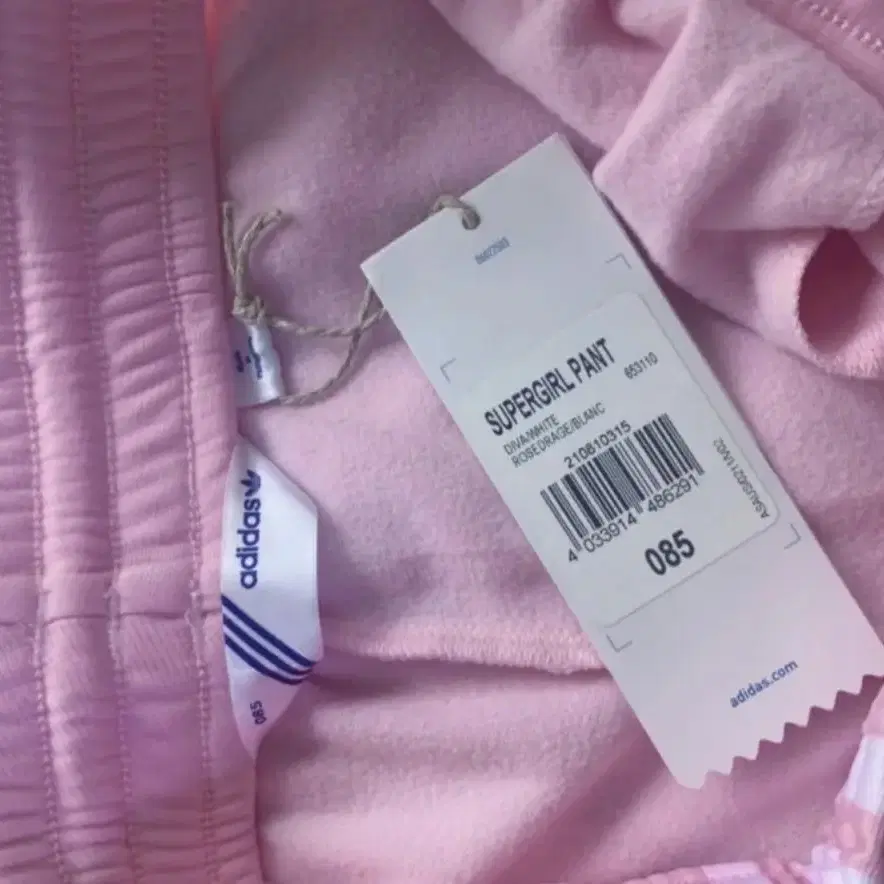 SUPERGIRL PANT
653110
DIVA/WHITE
ROSEDRAGE/BLANC
210810315
4 033914 486291
085
adidas.com
adidas
085